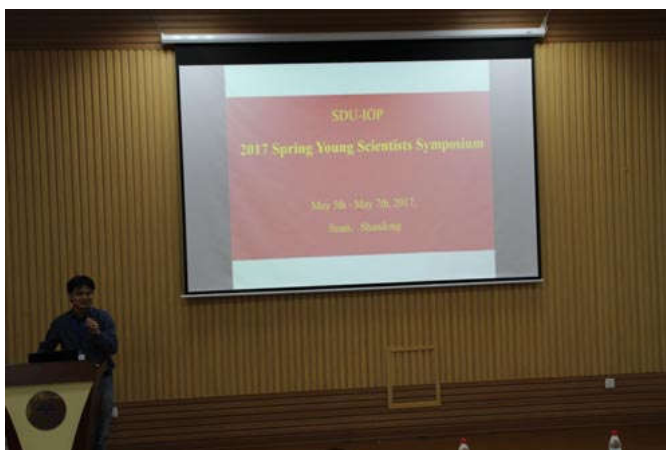 SDU-IOP
2017 Spring Young Scientists Symposium
May 5th - May 7th, 2017,
Jinan, Shandong